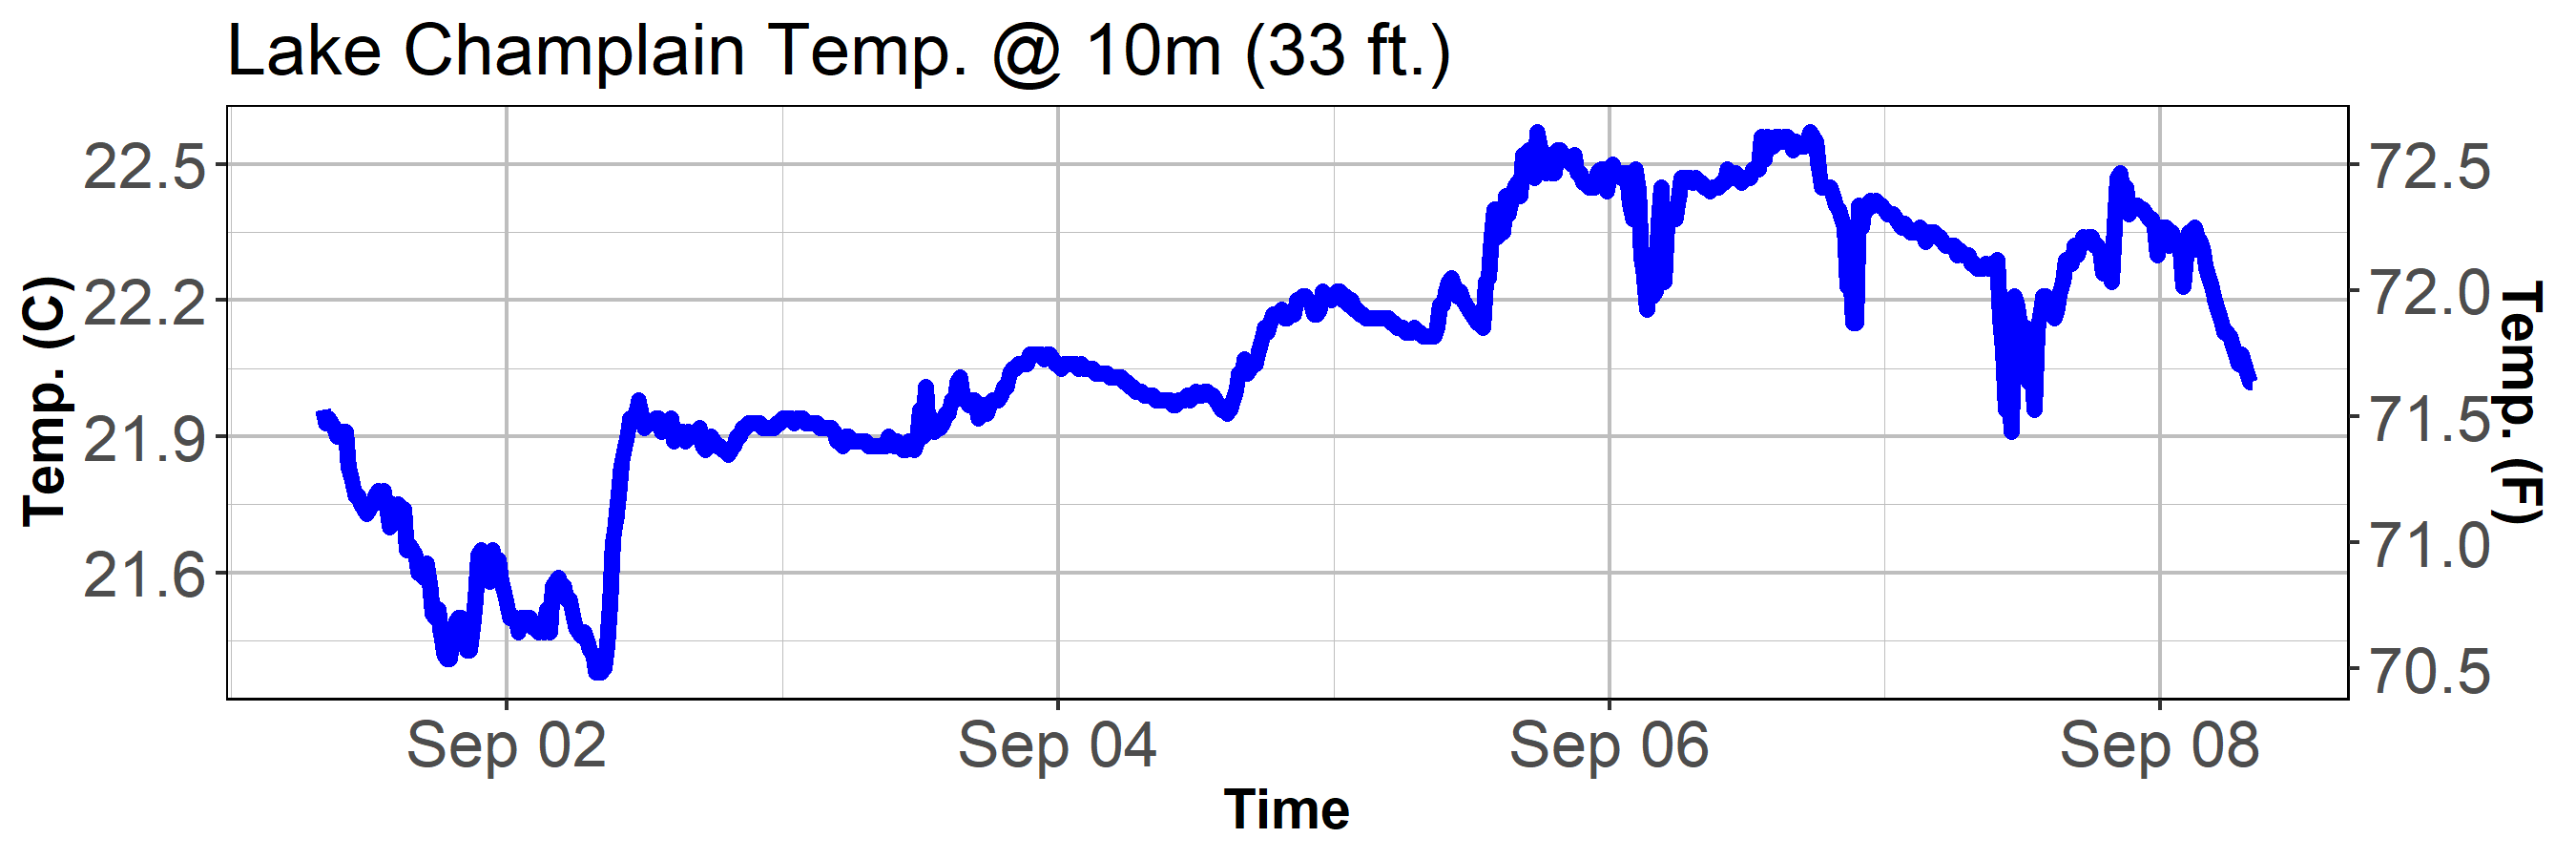 Lake Champlain Temp. @ 10m (33 ft.)
Temp. (C)
22.5
22.2
21.9
21.6
72.5
72.0
71.5
71.0
70.5
Temp. (F)
Sep 02 Sep 04 Sep 06 Sep 08
Time